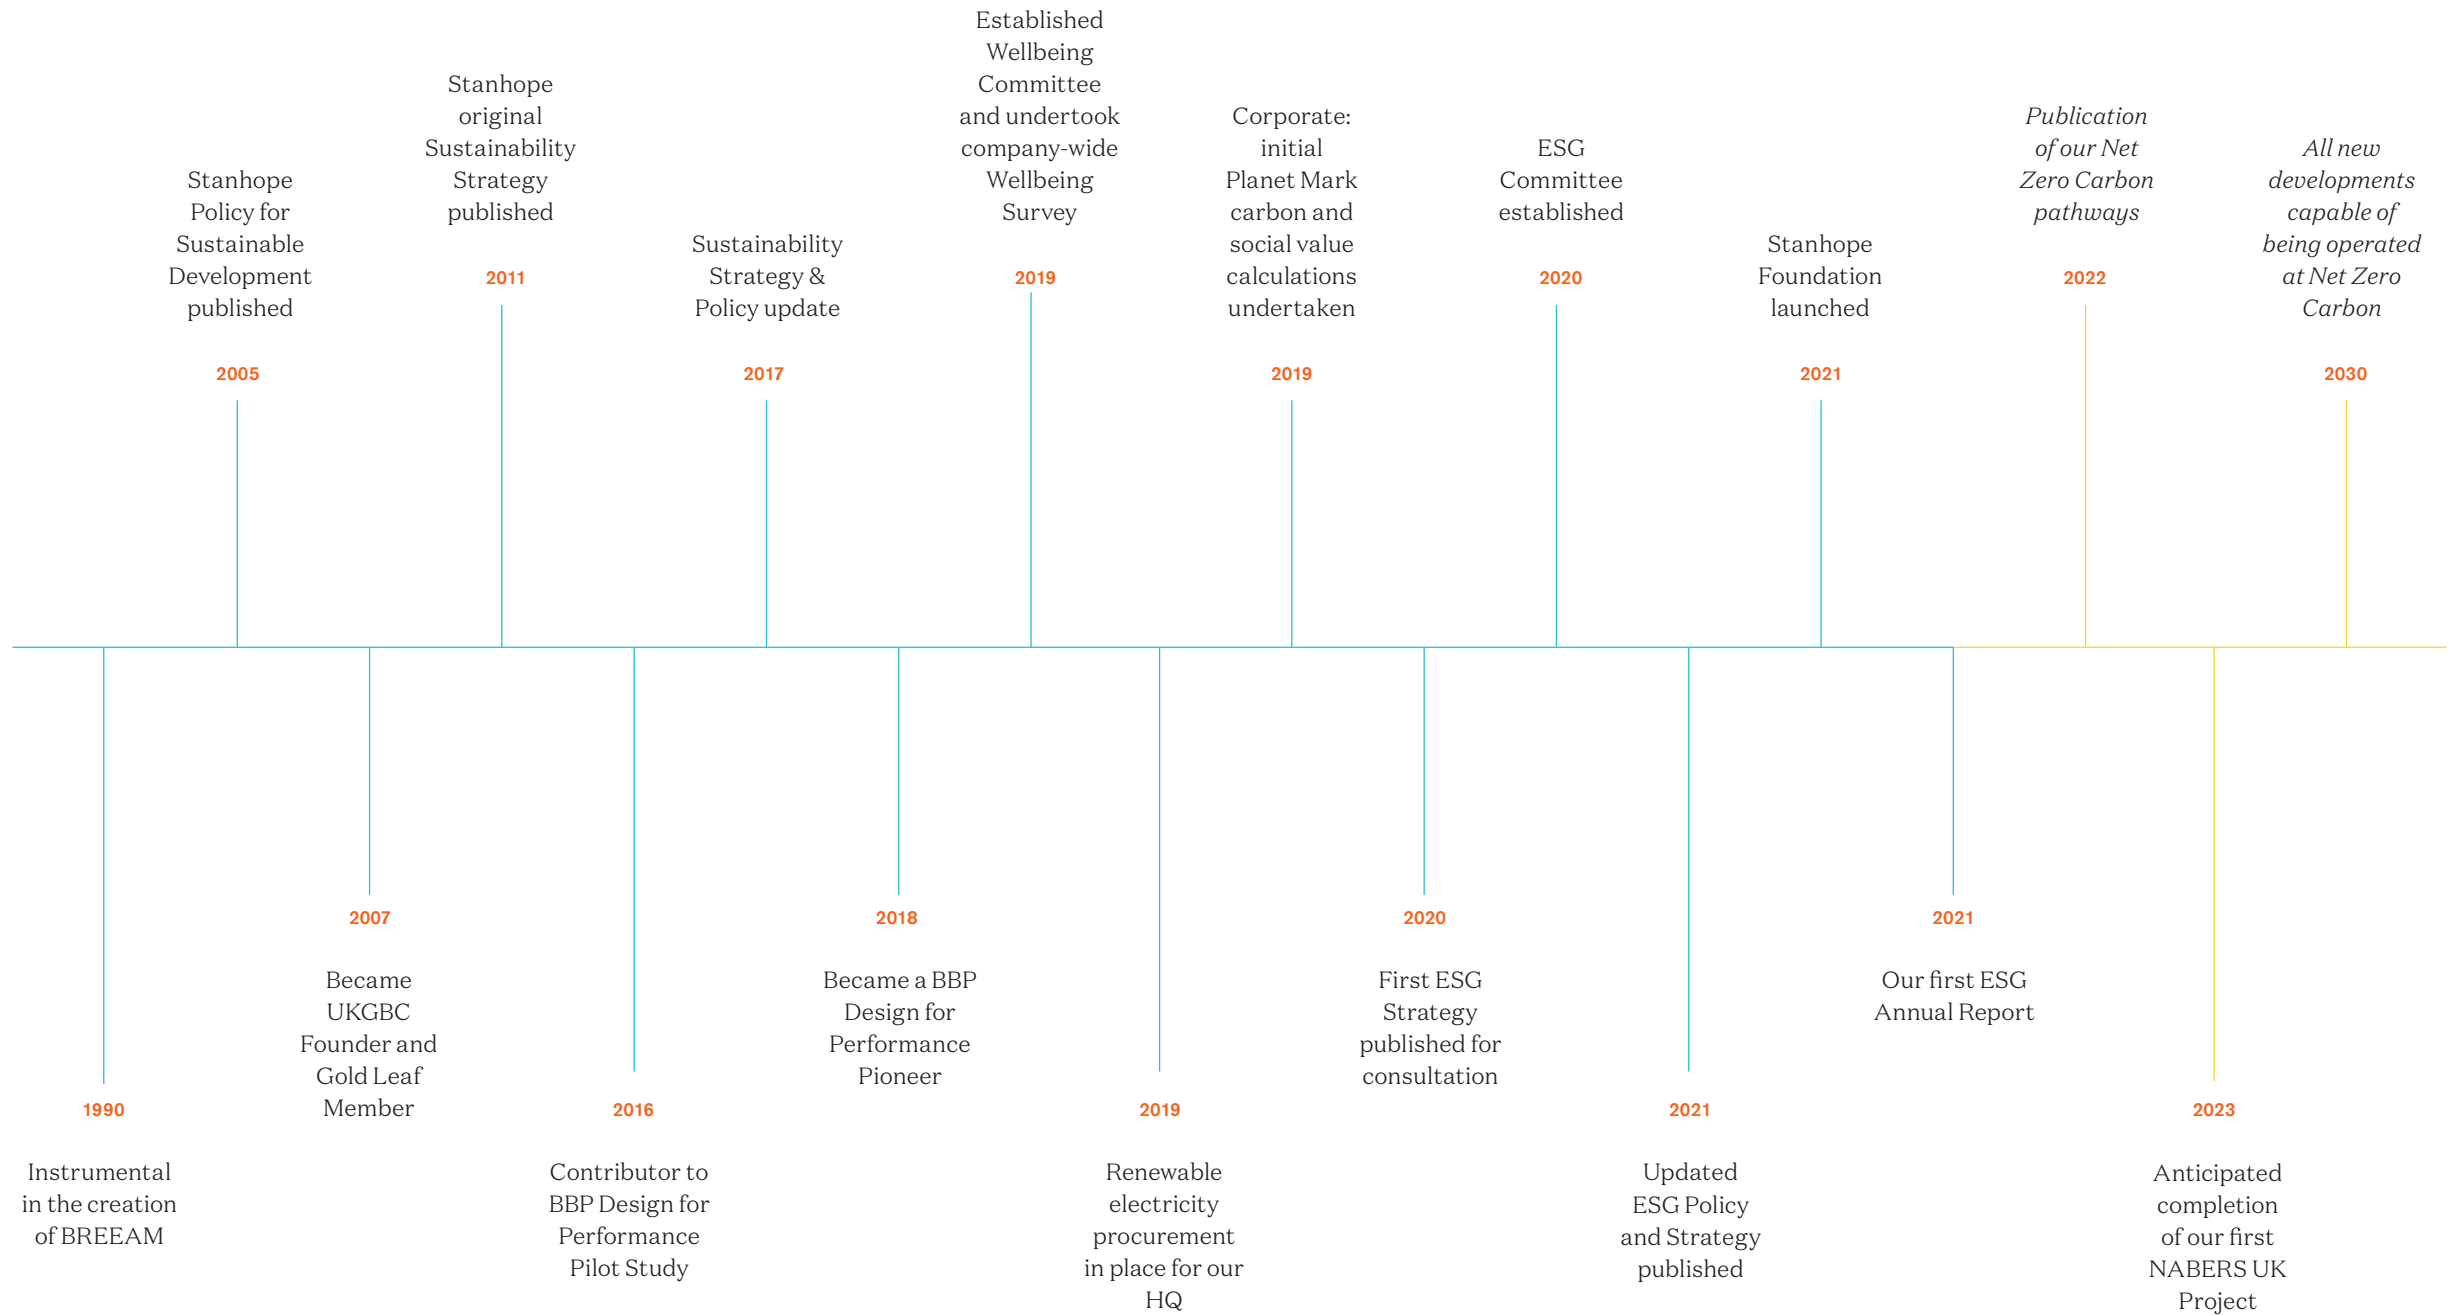 Instrumental
in the creation
of BREEAM
1990
Stanhope
Policy for
Sustainable
Development
published
2005
2007
Became
UKGBC
Founder and
Gold Leaf
Member
Stanhope
original
Sustainability
Strategy
published
2011
2016
Contributor to
BBP Design for
Performance
Pilot Study
Sustainability
Strategy &
Policy update
2017
2018
Became a BBP
Design for
Performance
Pioneer
Established
Wellbeing
Committee
and undertook
company-wide
Wellbeing
Survey
2019
2019
Renewable
electricity
procurement
in place for our
HQ
Corporate:
initial
Planet Mark
carbon and
social value
calculations
undertaken
2019
2020
First ESG
Strategy
published for
consultation
ESG
Committee
established
2020
2021
Updated
ESG Policy
and Strategy
published
Stanhope
Foundation
launched
2021
2021
Our first ESG
Annual Report
Publication
of our Net
Zero Carbon
pathways
2022
2023
Anticipated
completion
of our first
NABERS UK
Project
All new
developments
capable of
being operated
at Net Zero
Carbon
2030